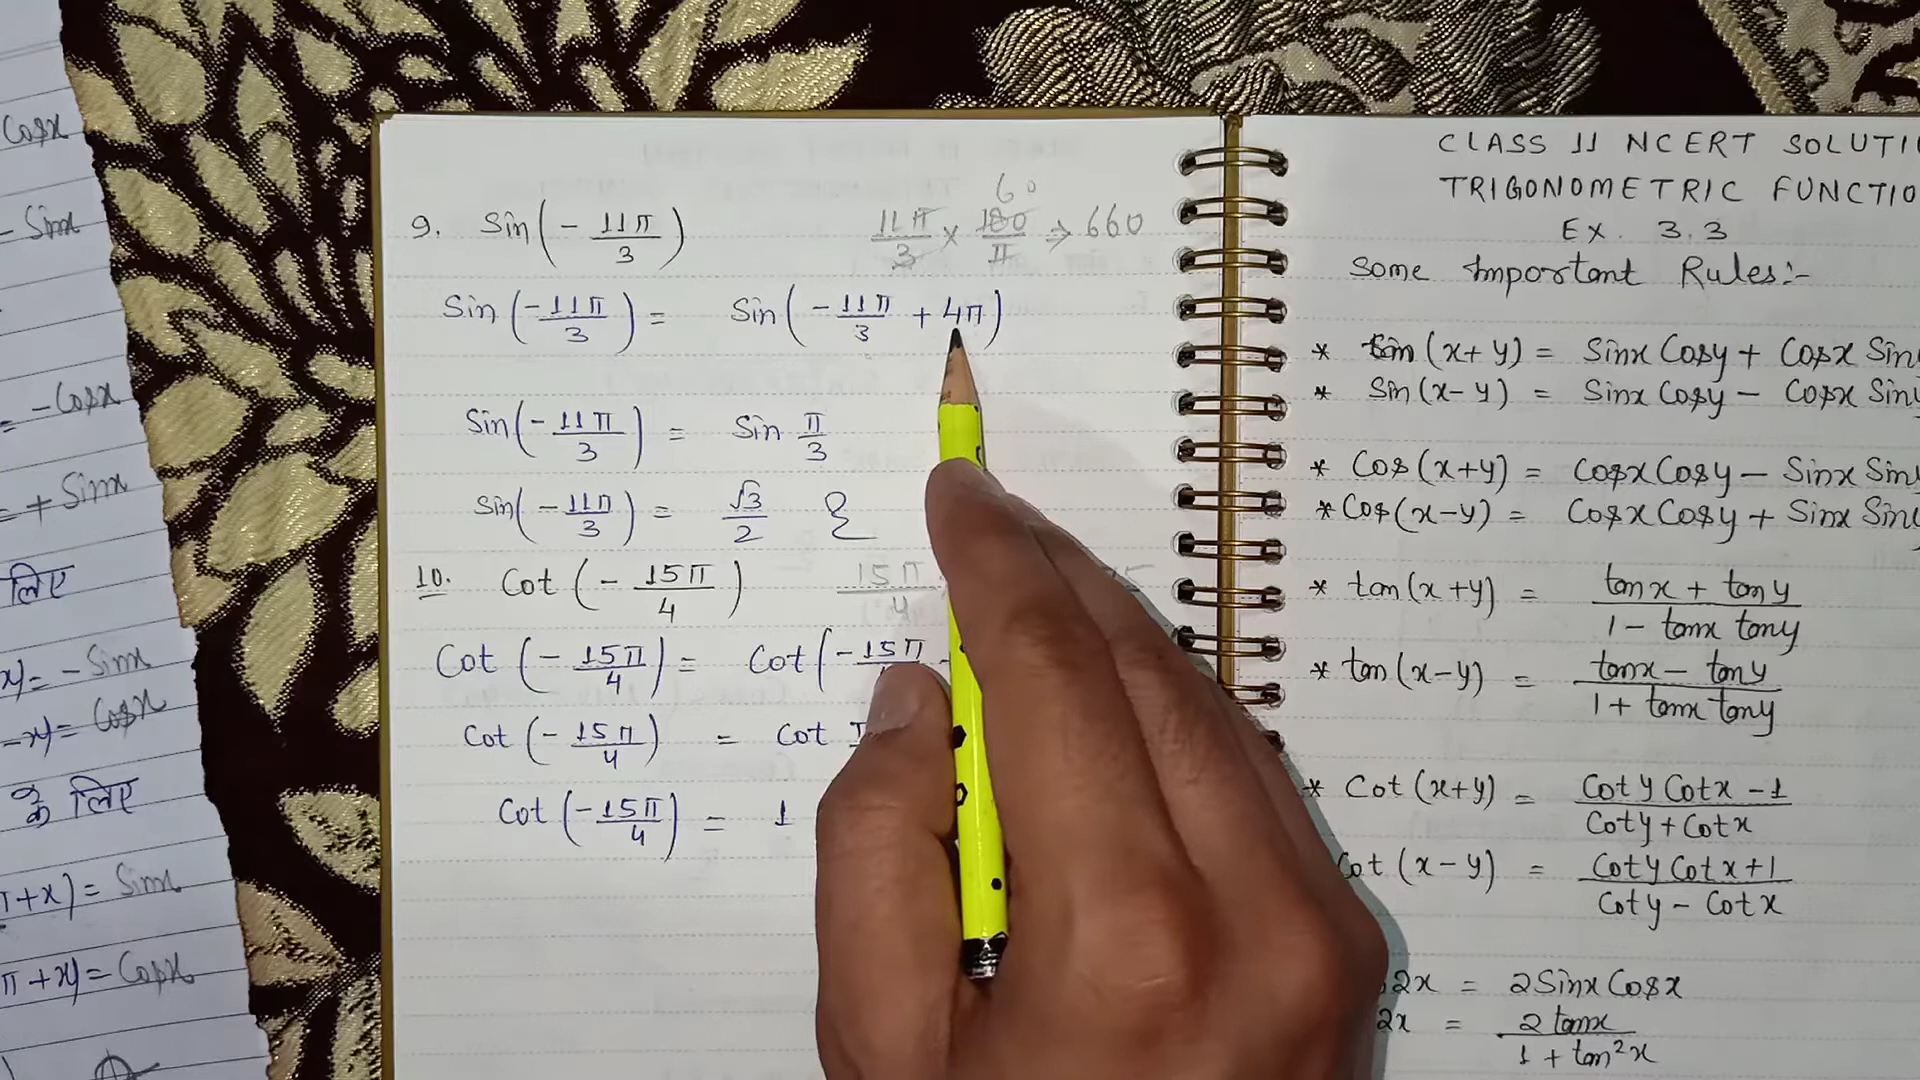 Cosx
- Sinx
= - Cosx
= + Sinx
लिए
x) = - Sinx
-x) = Cosx
के लिए
+x) = Sinx
π + x) = Cosx
9. Sin(- 11π/3)
11π/3 × 180/π ⇒ 660
60
Sin(-11π/3) = Sin(-11π/3 + 4π)
Sin(-11π/3) = Sin π/3
Sin(-11π/3) = √3/2
10. Cot(- 15π/4)
15π/4
Cot(- 15π/4) = Cot(-15π
Cot(- 15π/4) = Cot
Cot(-15π/4) = 1
CLASS 11 NCERT SOLUTI
TRIGONOMETRIC FUNCTIO
EX. 3.3
Some Important Rules:-
* Sin(x+y) = Sinx Cosy + Cosx Sin
* Sin(x-y) = Sinx Cosy - Cosx Sin
* Cos(x+y) = Cosx Cosy - Sinx Sin
* Cos(x-y) = Cosx Cosy + Sinx Sin
* tan(x+y) = tanx + tany / 1 - tanx tany
* tan(x-y) = tanx - tany / 1 + tanx tany
* Cot(x+y) = Coty Cotx - 1 / Coty + Cotx
Cot(x-y) = Coty Cotx + 1 / Coty - Cotx
2x = 2Sinx Cosx
2x = 2tanx / 1 + tan²x